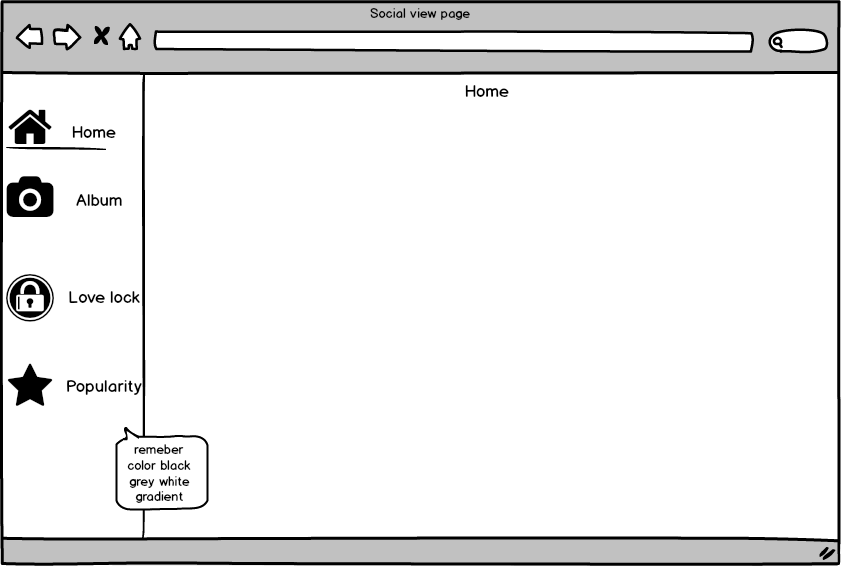 Social view page
Home
Home
Album
Love lock
Popularity
remeber
color black
grey white
gradient